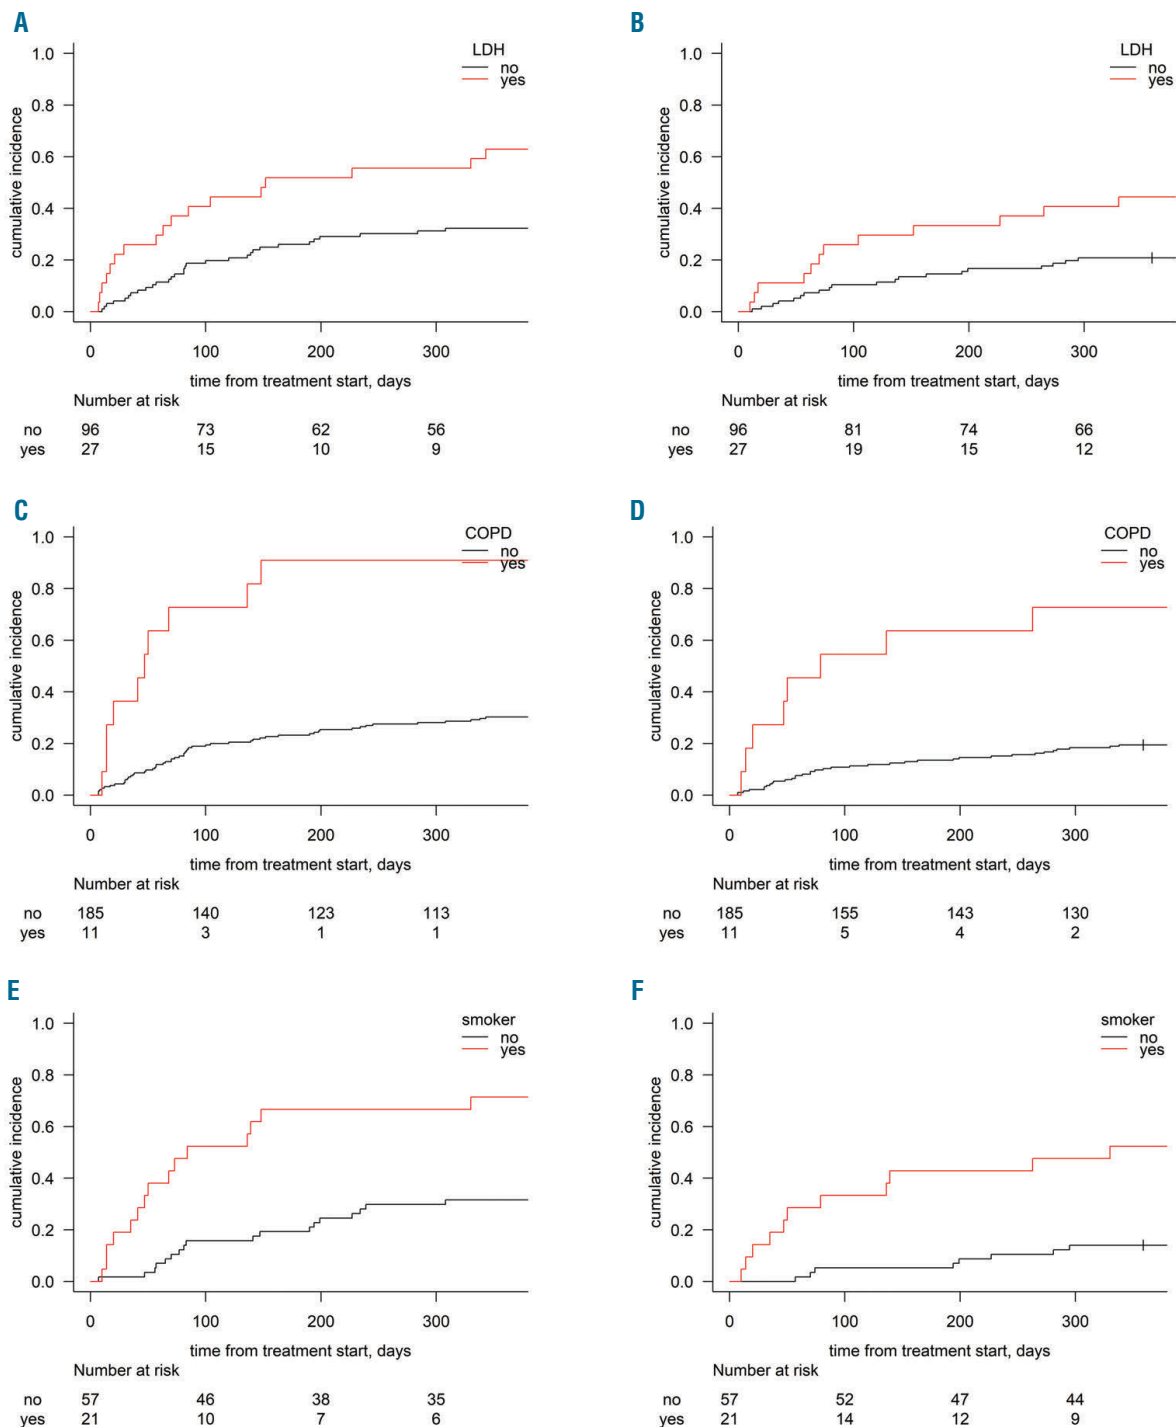 A
LDH
no
yes
1.0
0.8
0.6
0.4
0.2
0.0
cumulative incidence
0 100 200 300
time from treatment start, days
Number at risk
no 96 73 62 56
yes 27 15 10 9
B
LDH
no
yes
1.0
0.8
0.6
0.4
0.2
0.0
cumulative incidence
0 100 200 300
time from treatment start, days
Number at risk
no 96 81 74 66
yes 27 19 15 12
C
COPD
no
yes
1.0
0.8
0.6
0.4
0.2
0.0
cumulative incidence
0 100 200 300
time from treatment start, days
Number at risk
no 185 140 123 113
yes 11 3 1 1
D
COPD
no
yes
1.0
0.8
0.6
0.4
0.2
0.0
cumulative incidence
0 100 200 300
time from treatment start, days
Number at risk
no 185 155 143 130
yes 11 5 4 2
E
smoker
no
yes
1.0
0.8
0.6
0.4
0.2
0.0
cumulative incidence
0 100 200 300
time from treatment start, days
Number at risk
no 57 46 38 35
yes 21 10 7 6
F
smoker
no
yes
1.0
0.8
0.6
0.4
0.2
0.0
cumulative incidence
0 100 200 300
time from treatment start, days
Number at risk
no 57 52 47 44
yes 21 14 12 9